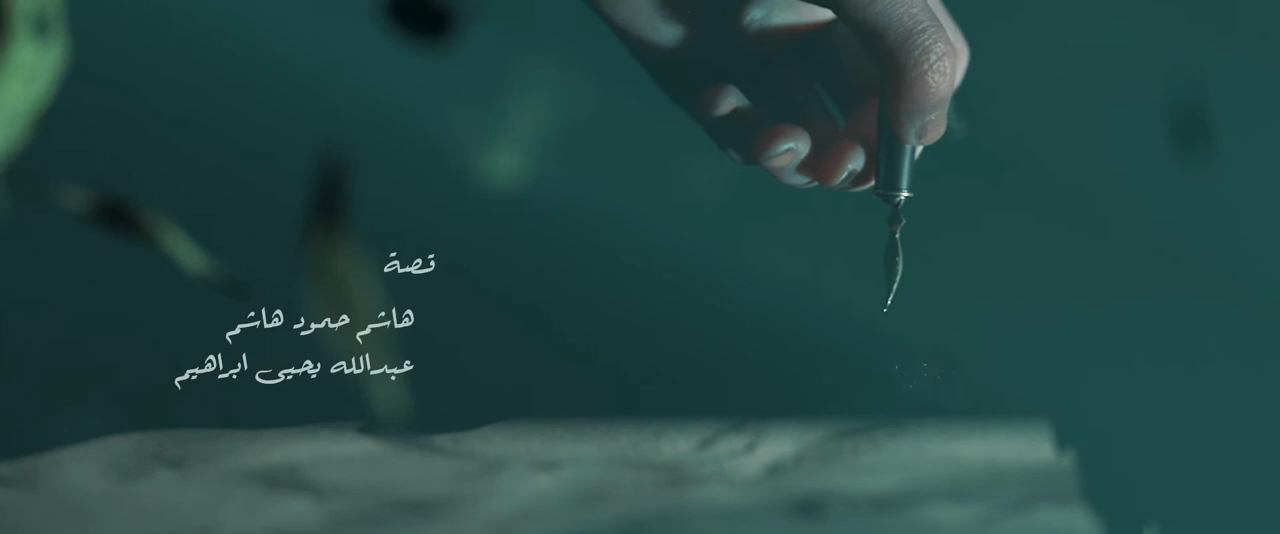 قصة
هاشم حمود هاشم
عبدالله يحيى ابراهيم